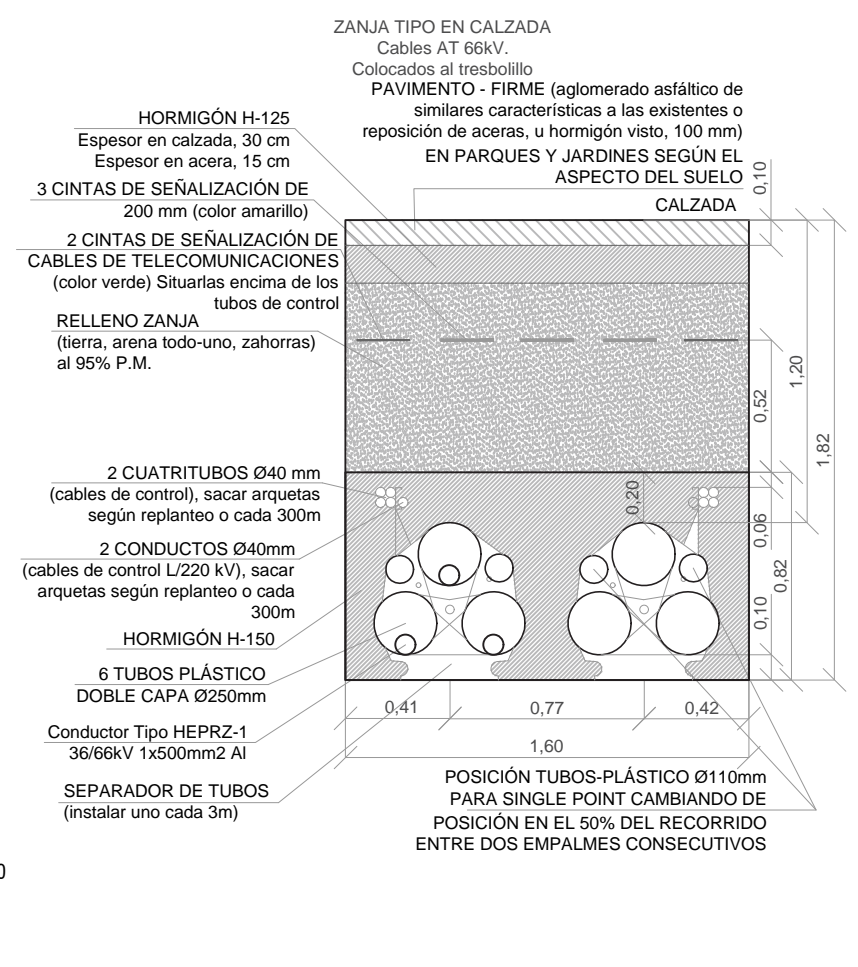 ZANJA TIPO EN CALZADA
Cables AT 66kV.
Colocados al tresbolillo
PAVIMENTO - FIRME (aglomerado asfáltico de
similares características a las existentes o
reposición de aceras, u hormigón visto, 100 mm)
EN PARQUES Y JARDINES SEGÚN EL
ASPECTO DEL SUELO
CALZADA
HORMIGÓN H-125
Espesor en calzada, 30 cm
Espesor en acera, 15 cm
3 CINTAS DE SEÑALIZACIÓN DE
200 mm (color amarillo)
2 CINTAS DE SEÑALIZACIÓN DE
CABLES DE TELECOMUNICACIONES
(color verde) Situarlas encima de los
tubos de control
RELLENO ZANJA
(tierra, arena todo-uno, zahorras)
al 95% P.M.
2 CUATRITUBOS Ø40 mm
(cables de control), sacar arquetas
según replanteo o cada 300m
2 CONDUCTOS Ø40mm
(cables de control L/220 kV), sacar
arquetas según replanteo o cada
300m
HORMIGÓN H-150
6 TUBOS PLÁSTICO
DOBLE CAPA Ø250mm
Conductor Tipo HEPRZ-1
36/66kV 1x500mm2 Al
SEPARADOR DE TUBOS
(instalar uno cada 3m)
0,10
1,20
0,52
1,82
0,20
0,06
0,82
0,10
0,41
0,77
0,42
1,60
POSICIÓN TUBOS-PLÁSTICO Ø110mm
PARA SINGLE POINT CAMBIANDO DE
POSICIÓN EN EL 50% DEL RECORRIDO
ENTRE DOS EMPALMES CONSECUTIVOS
0